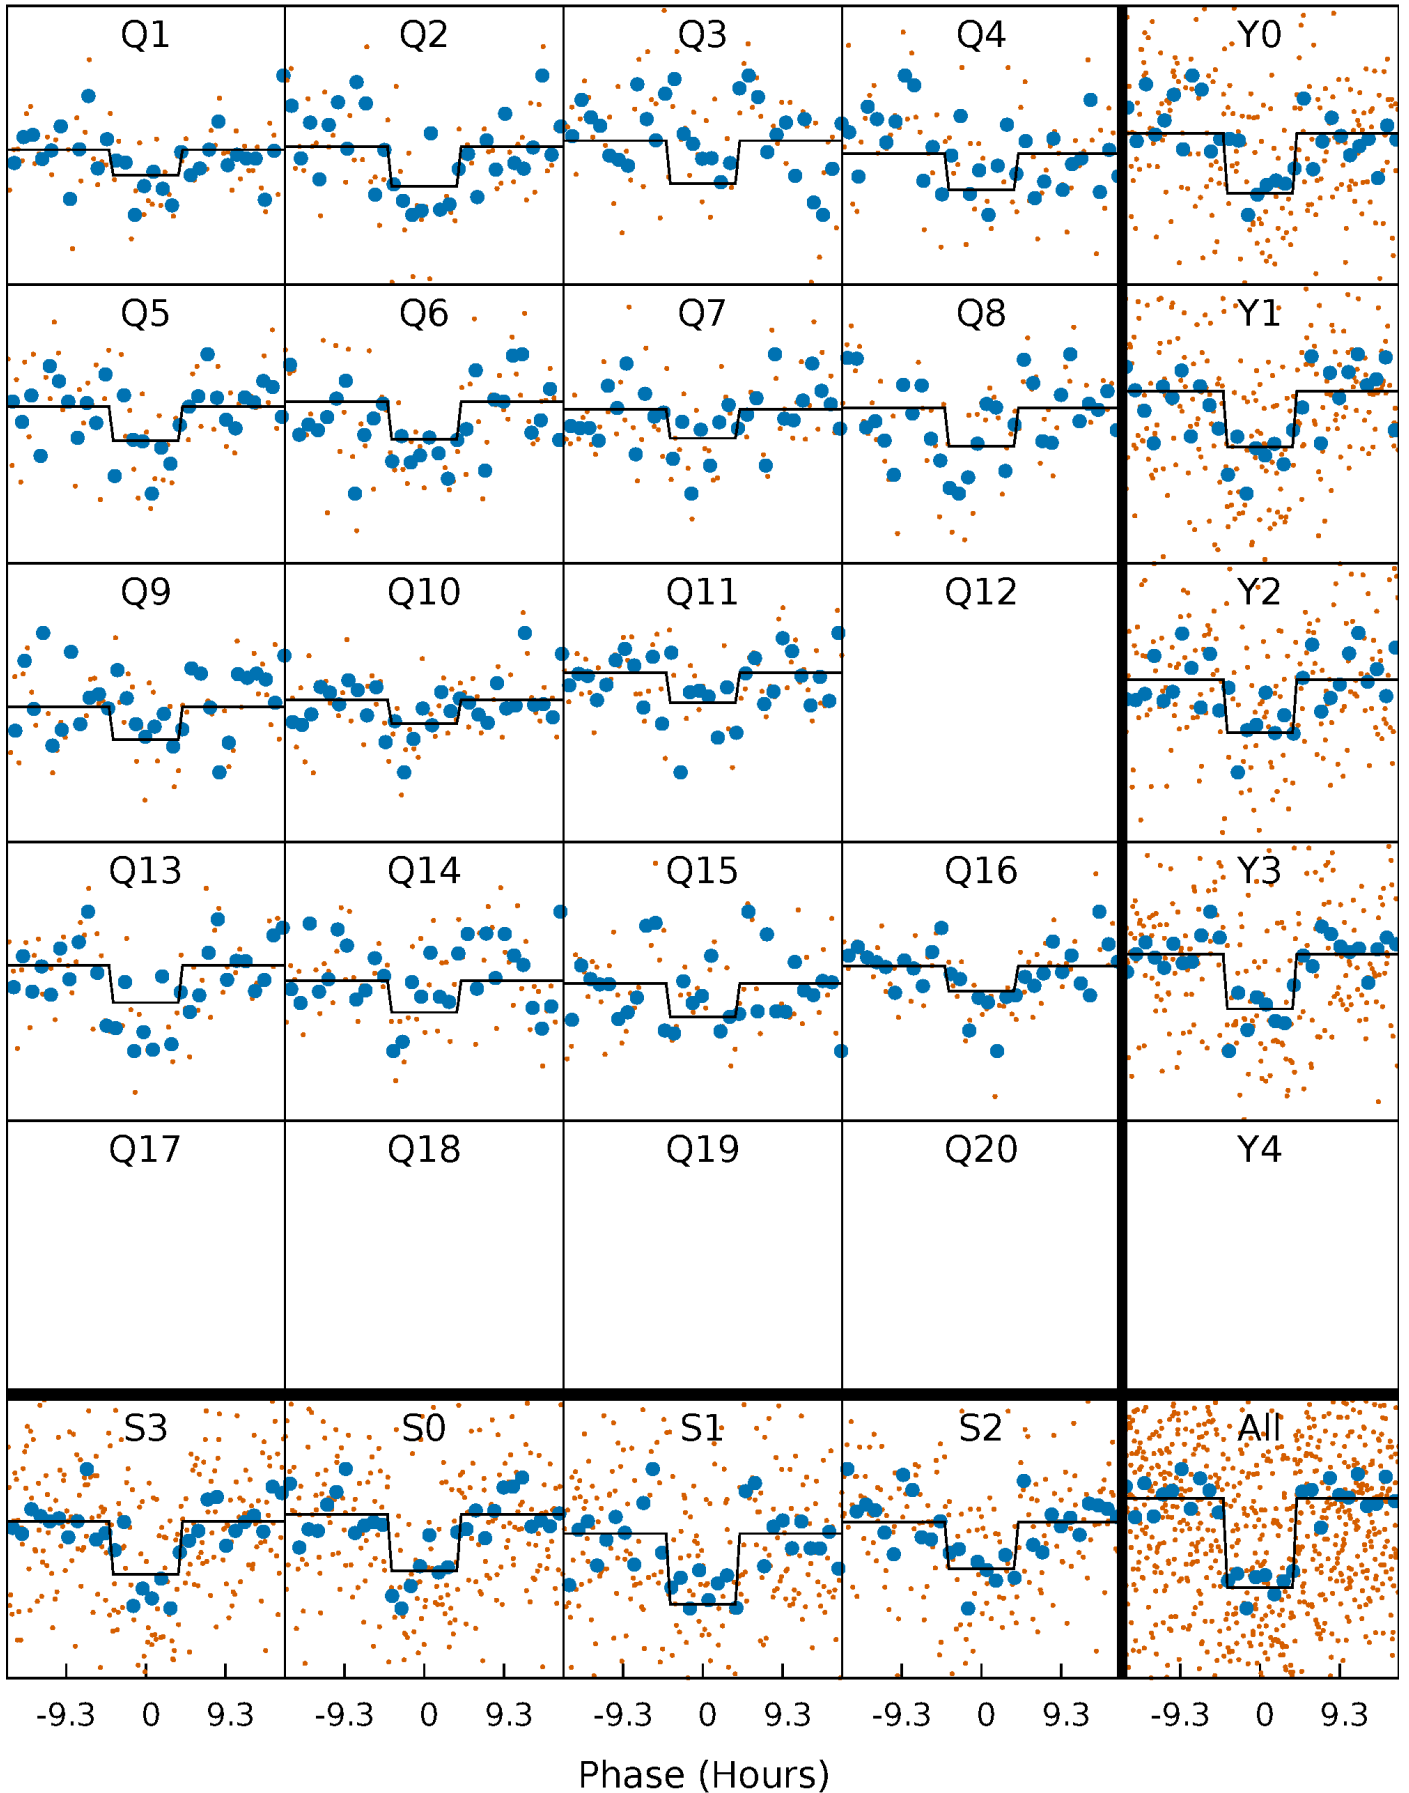 Q1 Q2 Q3 Q4 Y0
Q5 Q6 Q7 Q8 Y1
Q9 Q10 Q11 Q12 Y2
Q13 Q14 Q15 Q16 Y3
Q17 Q18 Q19 Q20 Y4
S3 S0 S1 S2 All
-9.3 0 9.3 -9.3 0 9.3 -9.3 0 9.3 -9.3 0 9.3 -9.3 0 9.3
Phase (Hours)